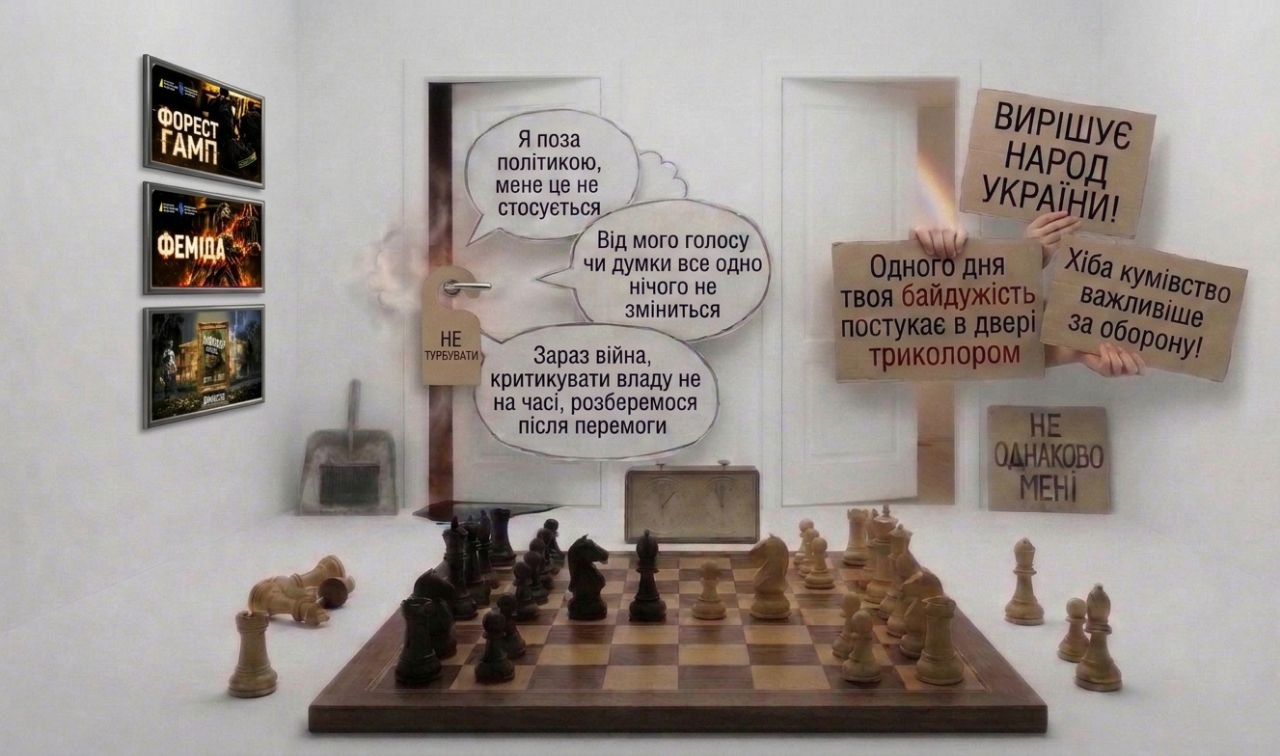 ФОРЕСТ
ГАМП
ФЕМІДА
Я поза
політикою,
мене це не
стосується
Від мого голосу
чи думки все одно
нічого не
зміниться
Зараз війна,
критикувати владу не
на часі, розберемося
після перемоги
НЕ
ТУРБУВАТИ
ВИРІШУЄ
НАРОД
УКРАЇНИ!
Одного дня
твоя байдужість
постукає в двері
триколором
Хіба кумівство
важливіше
за оборону!
НЕ
ОДНАКОВО
МЕНІ